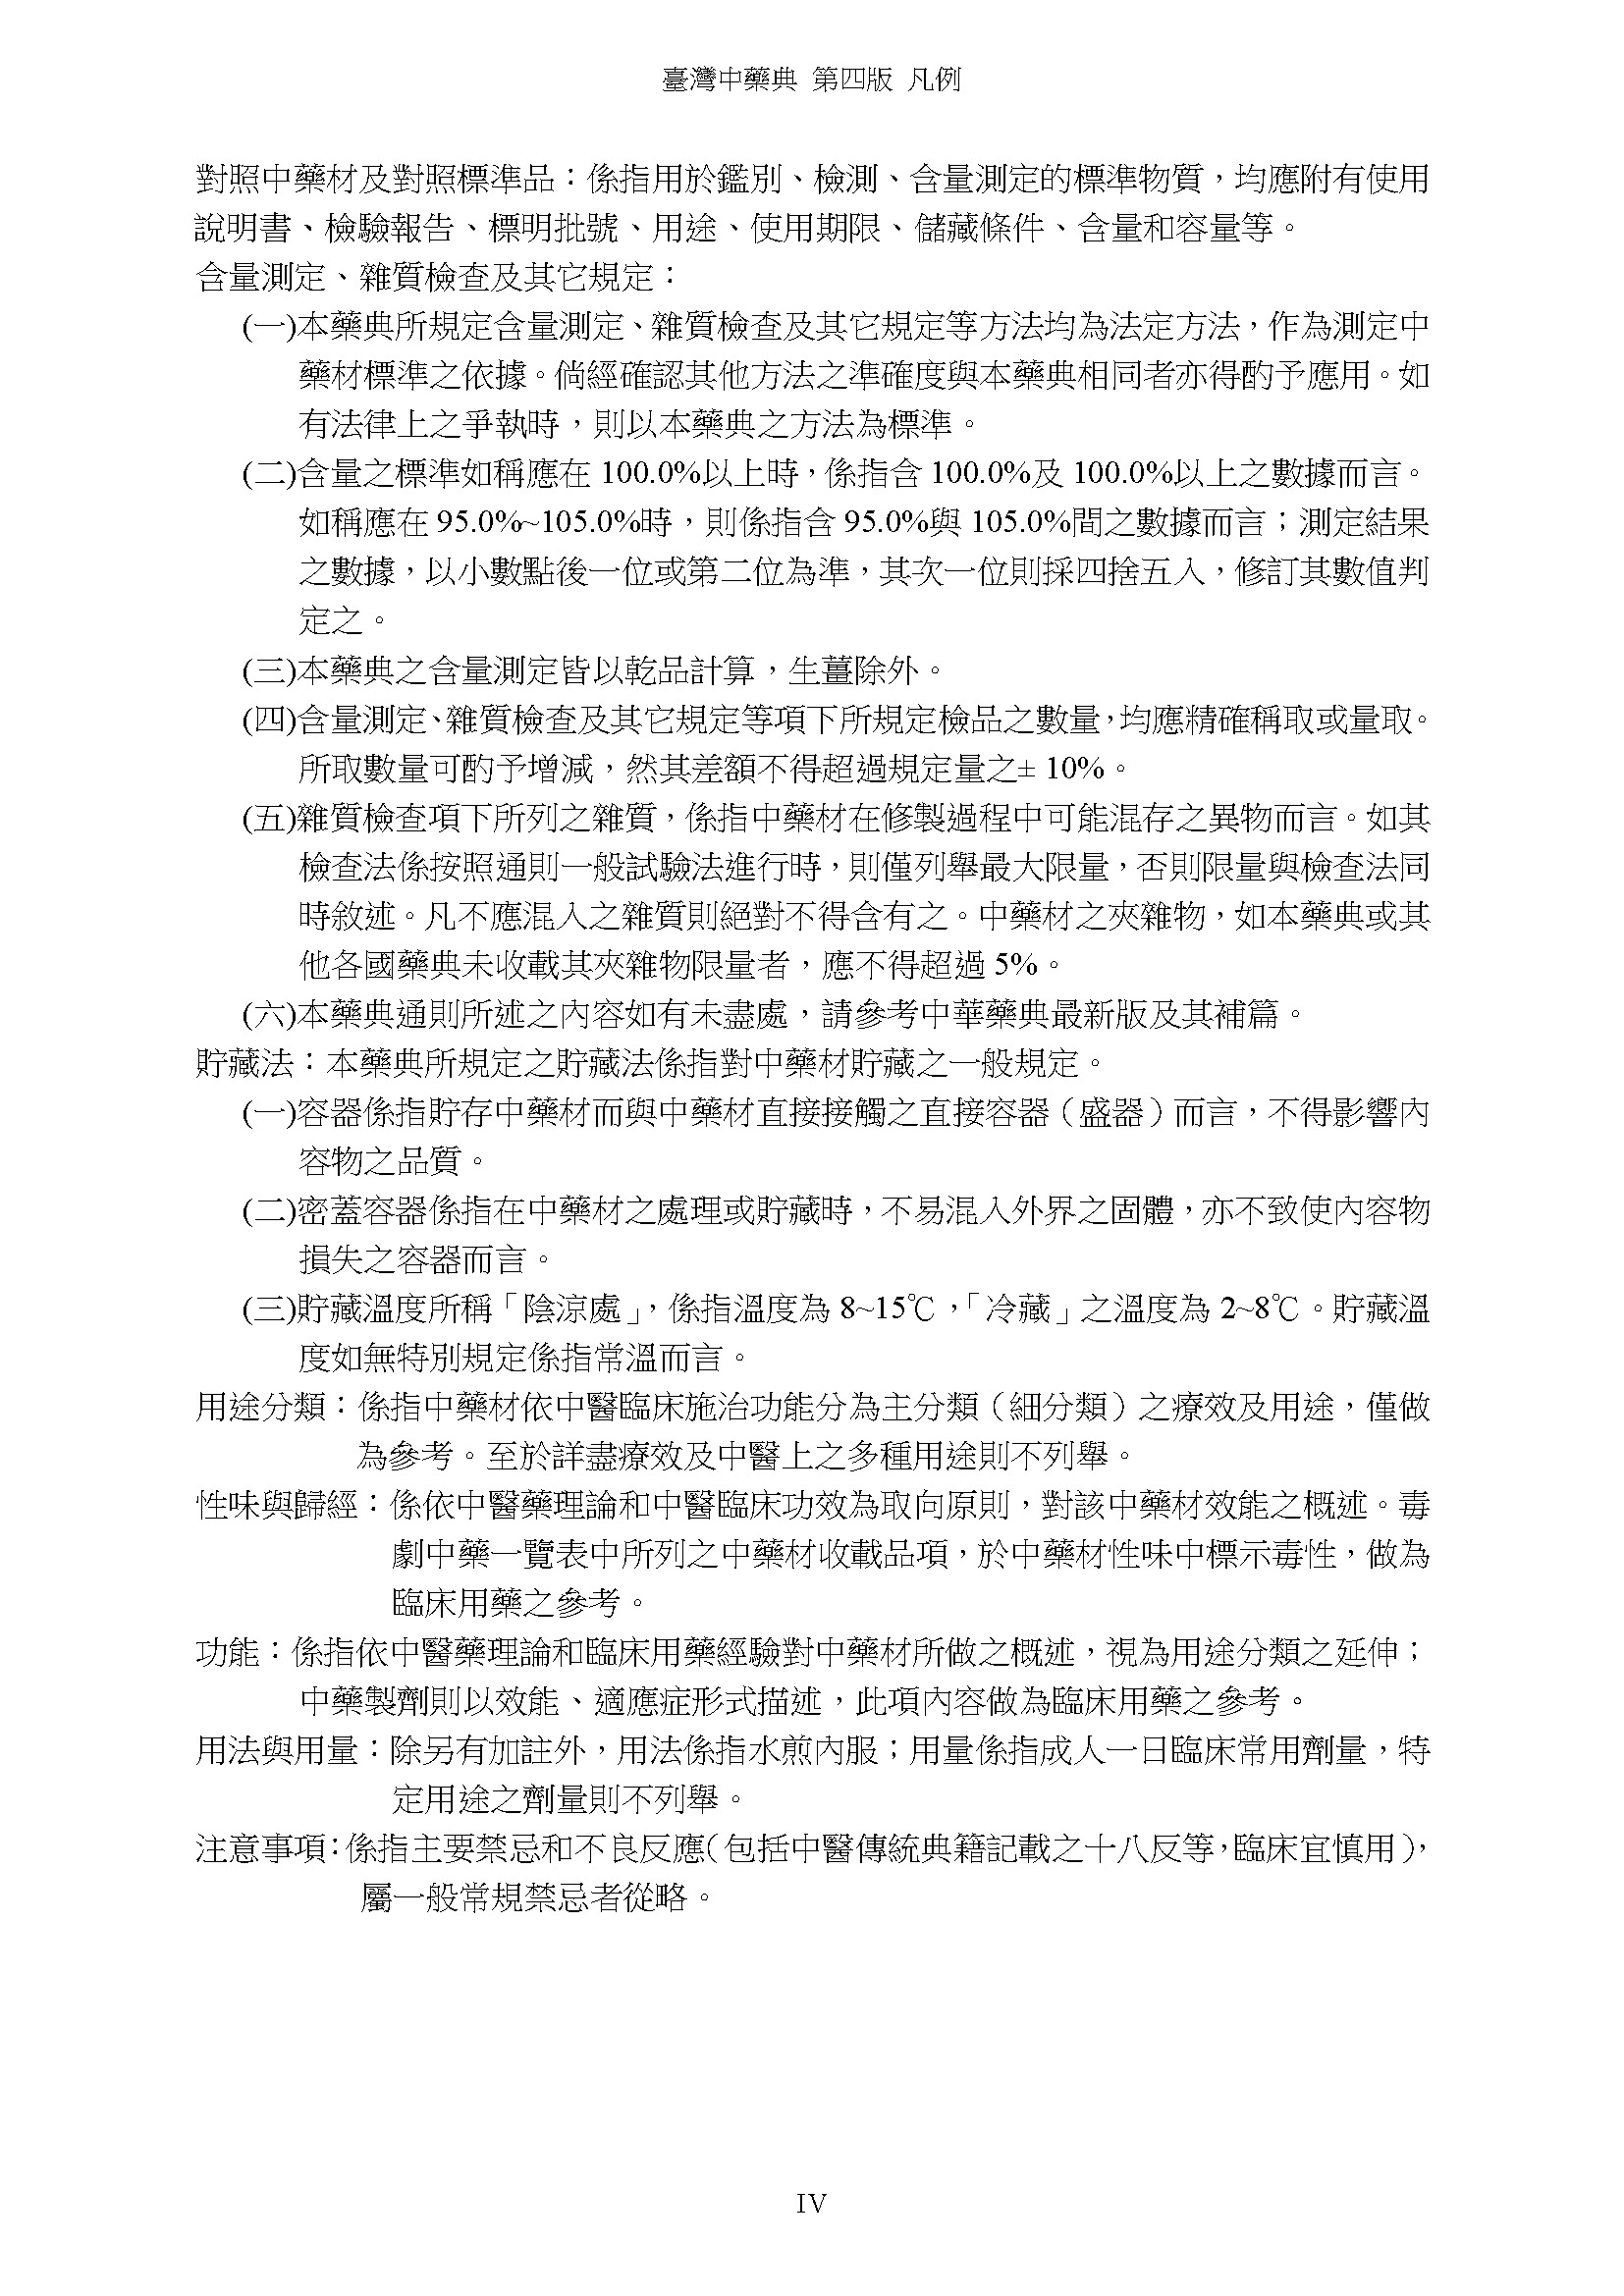 臺灣中藥典 第四版 凡例
對照中藥材及對照標準品：係指用於鑑別、檢測、含量測定的標準物質，均應附有使用
說明書、檢驗報告、標明批號、用途、使用期限、儲藏條件、含量和容量等。
含量測定、雜質檢查及其它規定：
(一)本藥典所規定含量測定、雜質檢查及其它規定等方法均為法定方法，作為測定中
藥材標準之依據。倘經確認其他方法之準確度與本藥典相同者亦得酌予應用。如
有法律上之爭執時，則以本藥典之方法為標準。
(二)含量之標準如稱應在 100.0%以上時，係指含 100.0%及 100.0%以上之數據而言。
如稱應在 95.0%~105.0%時，則係指含 95.0%與 105.0%間之數據而言；測定結果
之數據，以小數點後一位或第二位為準，其次一位則採四捨五入，修訂其數值判
定之。
(三)本藥典之含量測定皆以乾品計算，生薑除外。
(四)含量測定、雜質檢查及其它規定等項下所規定檢品之數量，均應精確稱取或量取。
所取數量可酌予增減，然其差額不得超過規定量之± 10%。
(五)雜質檢查項下所列之雜質，係指中藥材在修製過程中可能混存之異物而言。如其
檢查法係按照通則一般試驗法進行時，則僅列舉最大限量，否則限量與檢查法同
時敘述。凡不應混入之雜質則絕對不得含有之。中藥材之夾雜物，如本藥典或其
他各國藥典未收載其夾雜物限量者，應不得超過 5%。
(六)本藥典通則所述之內容如有未盡處，請參考中華藥典最新版及其補篇。
貯藏法：本藥典所規定之貯藏法係指對中藥材貯藏之一般規定。
(一)容器係指貯存中藥材而與中藥材直接接觸之直接容器（盛器）而言，不得影響內
容物之品質。
(二)密蓋容器係指在中藥材之處理或貯藏時，不易混入外界之固體，亦不致使內容物
損失之容器而言。
(三)貯藏溫度所稱「陰涼處」，係指溫度為 8~15℃，「冷藏」之溫度為 2~8℃。貯藏溫
度如無特別規定係指常溫而言。
用途分類：係指中藥材依中醫臨床施治功能分為主分類（細分類）之療效及用途，僅做
為參考。至於詳盡療效及中醫上之多種用途則不列舉。
性味與歸經：係依中醫藥理論和中醫臨床功效為取向原則，對該中藥材效能之概述。毒
劇中藥一覽表中所列之中藥材收載品項，於中藥材性味中標示毒性，做為
臨床用藥之參考。
功能：係指依中醫藥理論和臨床用藥經驗對中藥材所做之概述，視為用途分類之延伸；
中藥製劑則以效能、適應症形式描述，此項內容做為臨床用藥之參考。
用法與用量：除另有加註外，用法係指水煎內服；用量係指成人一日臨床常用劑量，特
定用途之劑量則不列舉。
注意事項：係指主要禁忌和不良反應（包括中醫傳統典籍記載之十八反等，臨床宜慎用），
屬一般常規禁忌者從略。
IV